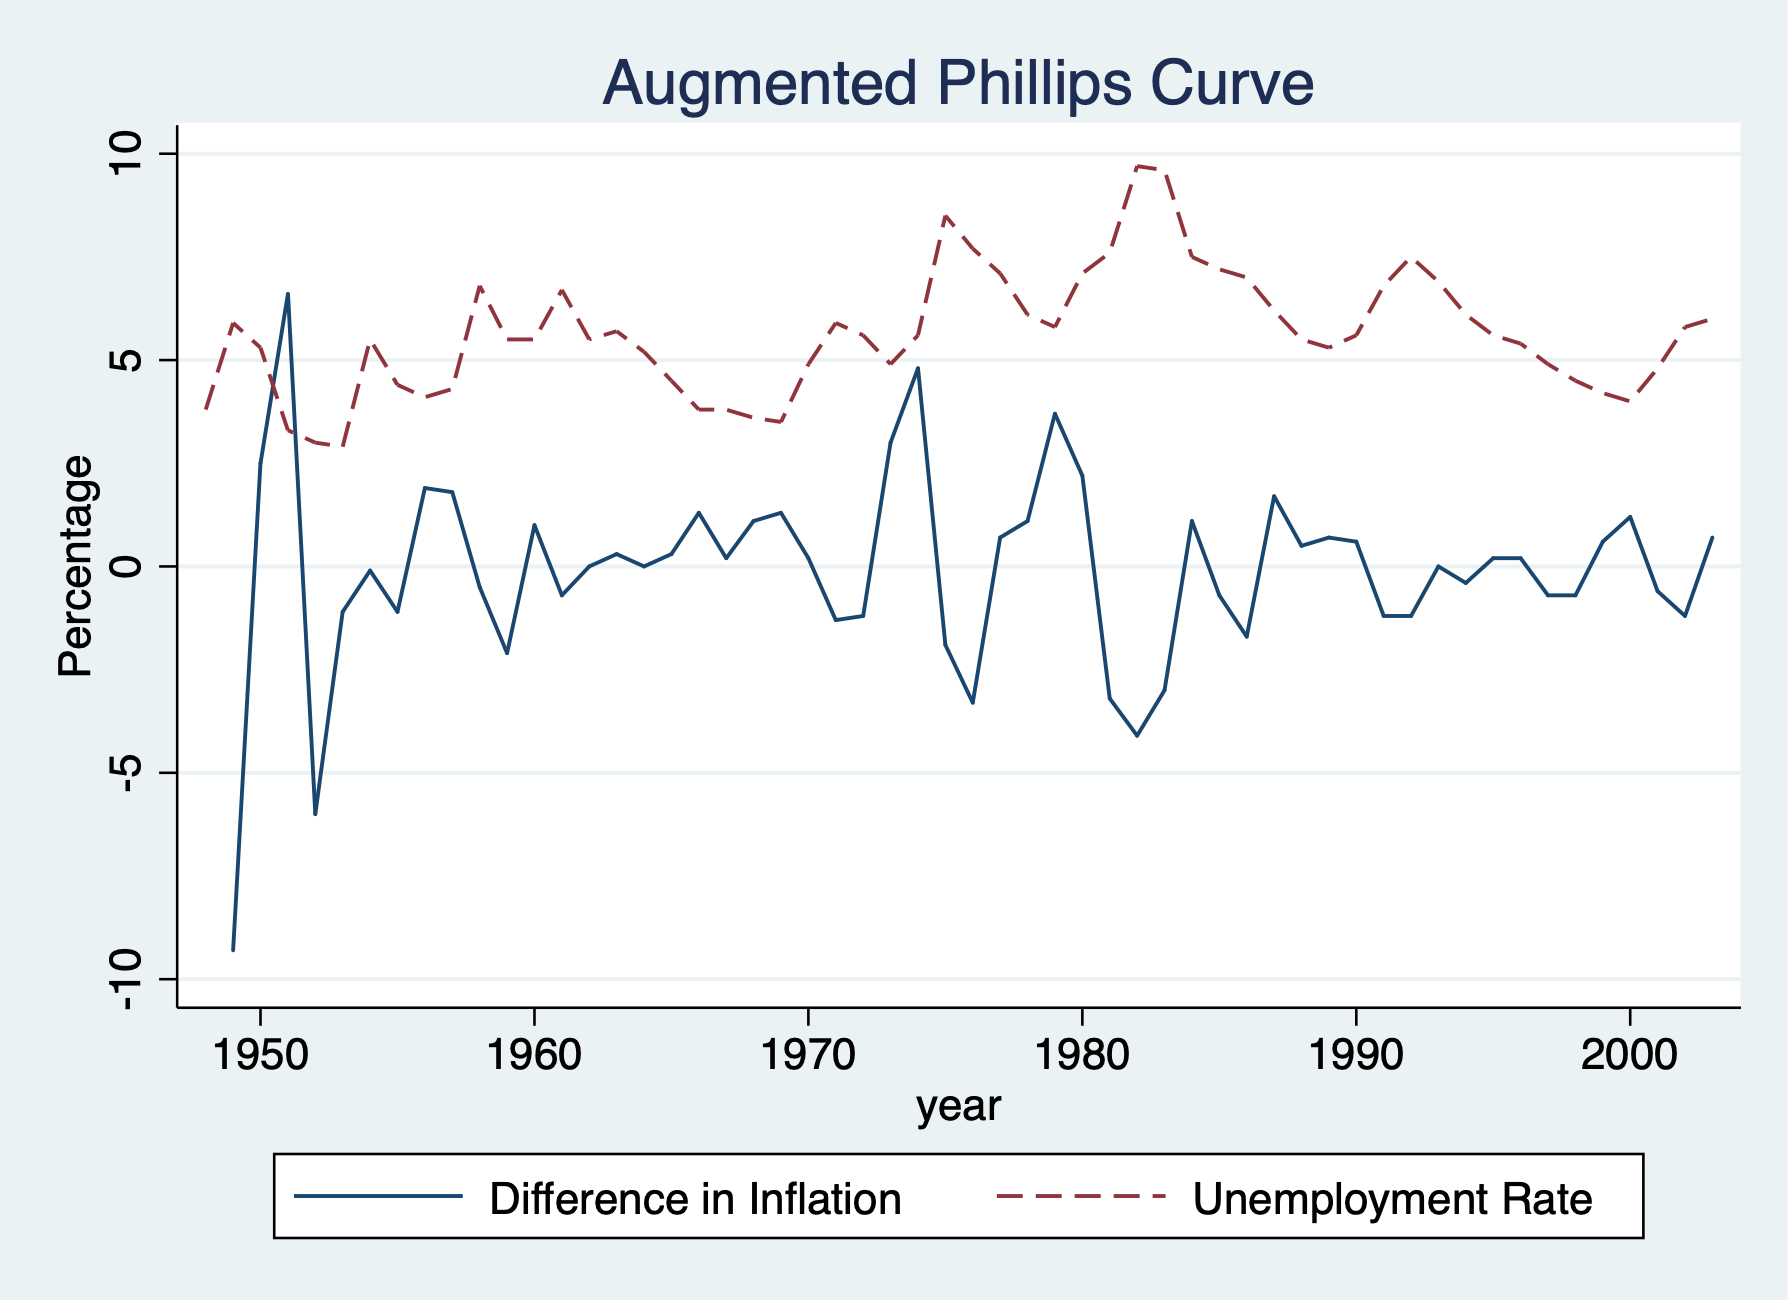 Augmented Phillips Curve
Percentage
10
5
0
-5
-10
1950 1960 1970 1980 1990 2000
year
Difference in Inflation Unemployment Rate